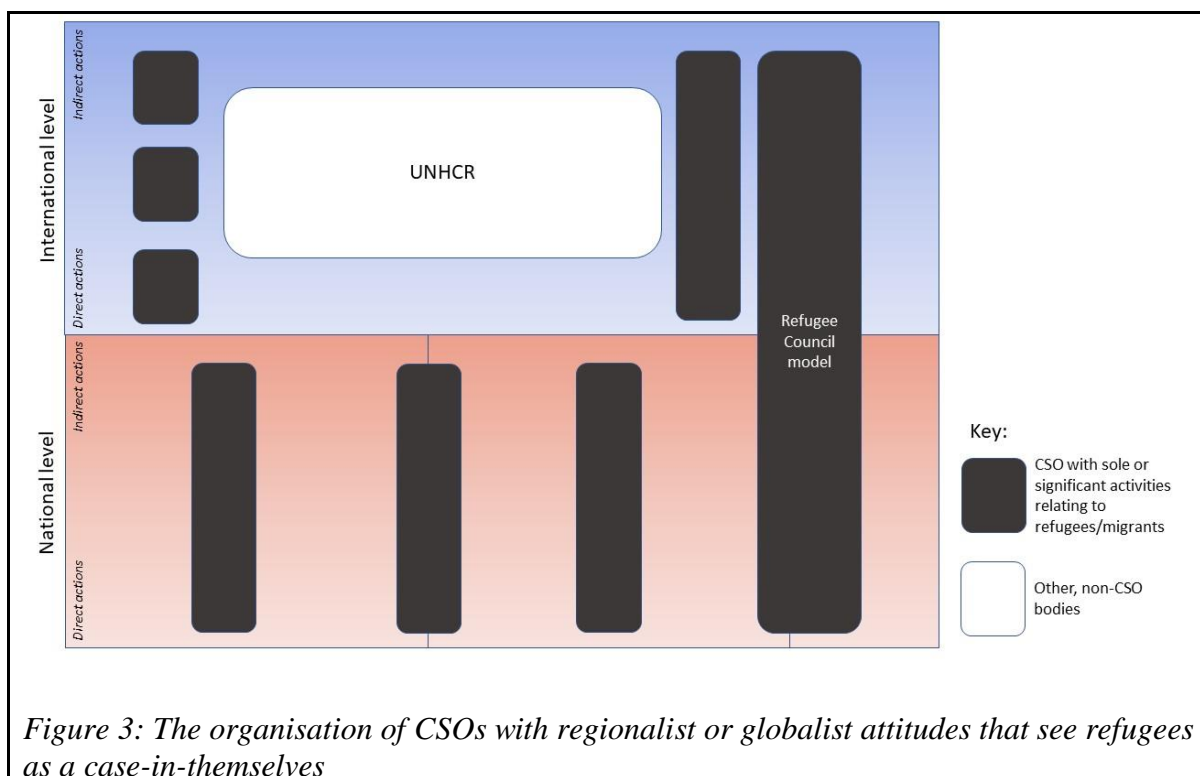 International level
Indirect actions
Direct actions
UNHCR
Refugee
Council
model
National level
Indirect actions
Direct actions
Key:
CSO with sole or
significant activities
relating to
refugees/migrants
Other, non-CSO
bodies
Figure 3: The organisation of CSOs with regionalist or globalist attitudes that see refugees
as a case-in-themselves